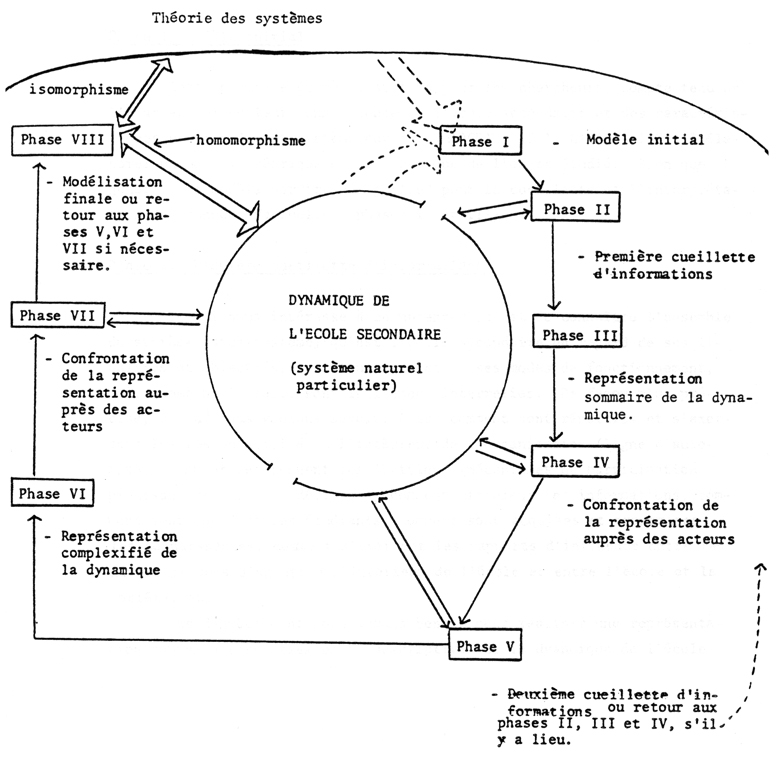 Théorie des systèmes
isomorphisme
Phase VIII
homomorphisme
Phase I
- Modèle initial
- Modélisation
finale ou re-
tour aux pha-
ses V,VI et
VII si néces-
saire.
Phase II
- Première cueillette
d'informations
Phase VII
DYNAMIQUE DE
L'ECOLE SECONDAIRE
(système naturel
particulier)
Phase III
- Confrontation
de la repré-
sentation au-
près des ac-
teurs
- Représentation
sommaire de la dyna-
mique.
Phase IV
Phase VI
- Confrontation de
la représentation
auprès des acteurs
- Représentation
complexifié de
la dynamique
Phase V
- Deuxième cueillette d'in-
formations ou retour aux
phases II, III et IV, s'il
y a lieu.